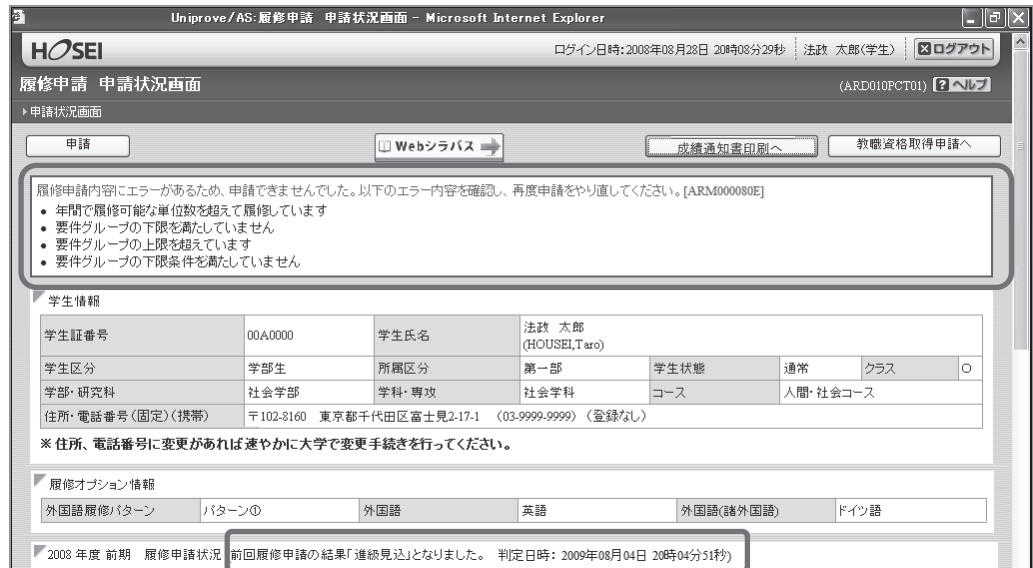 Uniprove/AS:履修申請 申請状況画面 - Microsoft Internet Explorer
HOSEI ログイン日時:2008年08月28日 20時08分29秒 法政 太郎(学生) ログアウト
履修申請 申請状況画面 (ARD010PCT01) ? ヘルプ
申請状況画面
申請 Webシラバス 成績通知書印刷へ 教職資格取得申請へ
履修申請内容にエラーがあるため、申請できませんでした。以下のエラー内容を確認し、再度申請をやり直してください。[ARM000080E]
● 年間で履修可能な単位数を超えて履修しています
● 要件グループの下限を満たしていません
● 要件グループの上限を超えています
● 要件グループの下限条件を満たしていません
学生情報
学生証番号 00A0000 学生氏名 法政 太郎
(HOUSEI,Taro)
学生区分 学部生 所属区分 第一部 学生状態 通常 クラス O
学部・研究科 社会学部 学科・専攻 社会学科 コース 人間・社会コース
住所・電話番号(固定)(携帯) 〒102-8160 東京都千代田区富士見2-17-1 (03-9999-9999) (登録なし)
※住所、電話番号に変更があれば速やかに大学で変更手続きを行ってください。
履修オプション情報
外国語履修パターン パターン① 外国語 英語 外国語(諸外国語) ドイツ語
2008 年度 前期 履修申請状況 前回履修申請の結果「進級見込」となりました。 判定日時: 2009年08月04日 20時04分51秒)